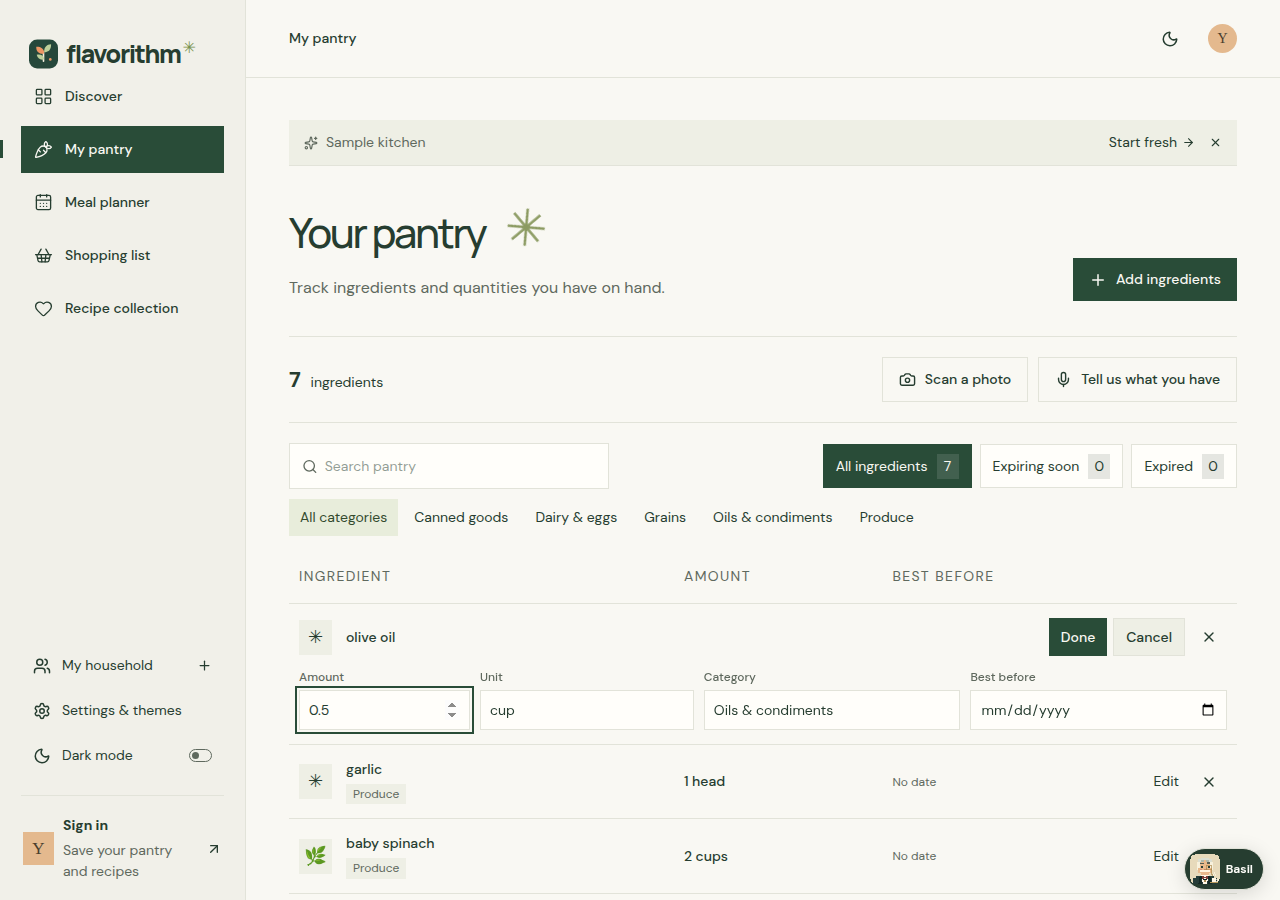 flavorithm
Discover
My pantry
Meal planner
Shopping list
Recipe collection
My household
Settings & themes
Dark mode
Y
Sign in
Save your pantry
and recipes
My pantry
Y
Sample kitchen
Start fresh →
Your pantry
Track ingredients and quantities you have on hand.
Add ingredients
7 ingredients
Scan a photo
Tell us what you have
Search pantry
All ingredients 7
Expiring soon 0
Expired 0
All categories
Canned goods
Dairy & eggs
Grains
Oils & condiments
Produce
INGREDIENT
AMOUNT
BEST BEFORE
olive oil
Done
Cancel
Amount
Unit
Category
Best before
0.5
cup
Oils & condiments
mm/dd/yyyy
garlic
Produce
1 head
No date
Edit
baby spinach
Produce
2 cups
No date
Edit
Basil